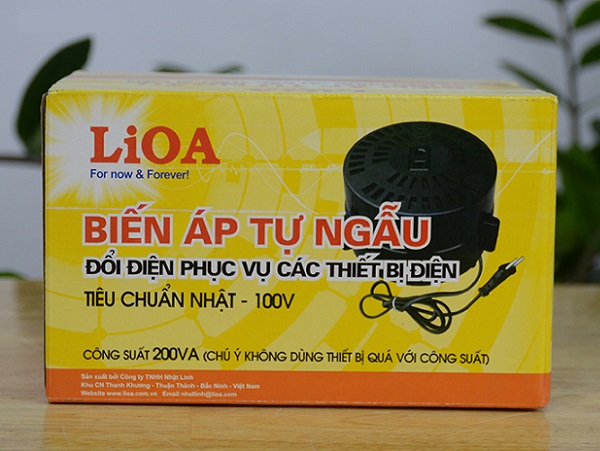 LiOA
For now & Forever!
BIẾN ÁP TỰ NGẪU
ĐỔI ĐIỆN PHỤC VỤ CÁC THIẾT BỊ ĐIỆN
TIÊU CHUẨN NHẬT - 100V
CÔNG SUẤT 200VA (CHÚ Ý KHÔNG DÙNG THIẾT BỊ QUÁ VỚI CÔNG SUẤT)
Sản xuất bởi Công ty TNHH Nhật Linh
Khu CN Thanh Khương - Thuận Thành - Bắc Ninh - Việt Nam
Website www.lioa.com.vn Email nhatlinh@lioa.com